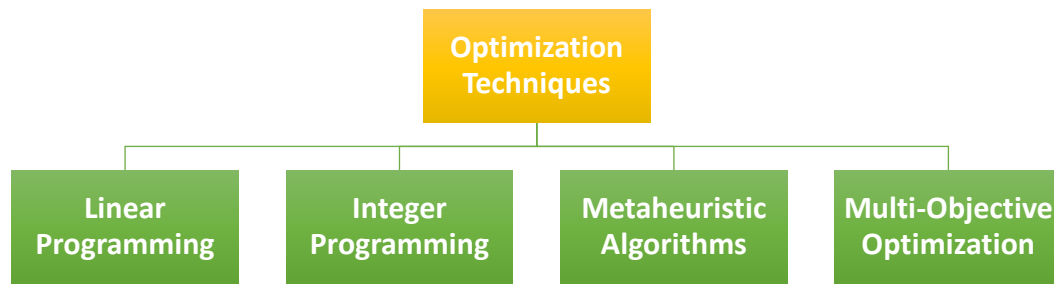 Optimization
Techniques
Linear
Programming
Integer
Programming
Metaheuristic
Algorithms
Multi-Objective
Optimization